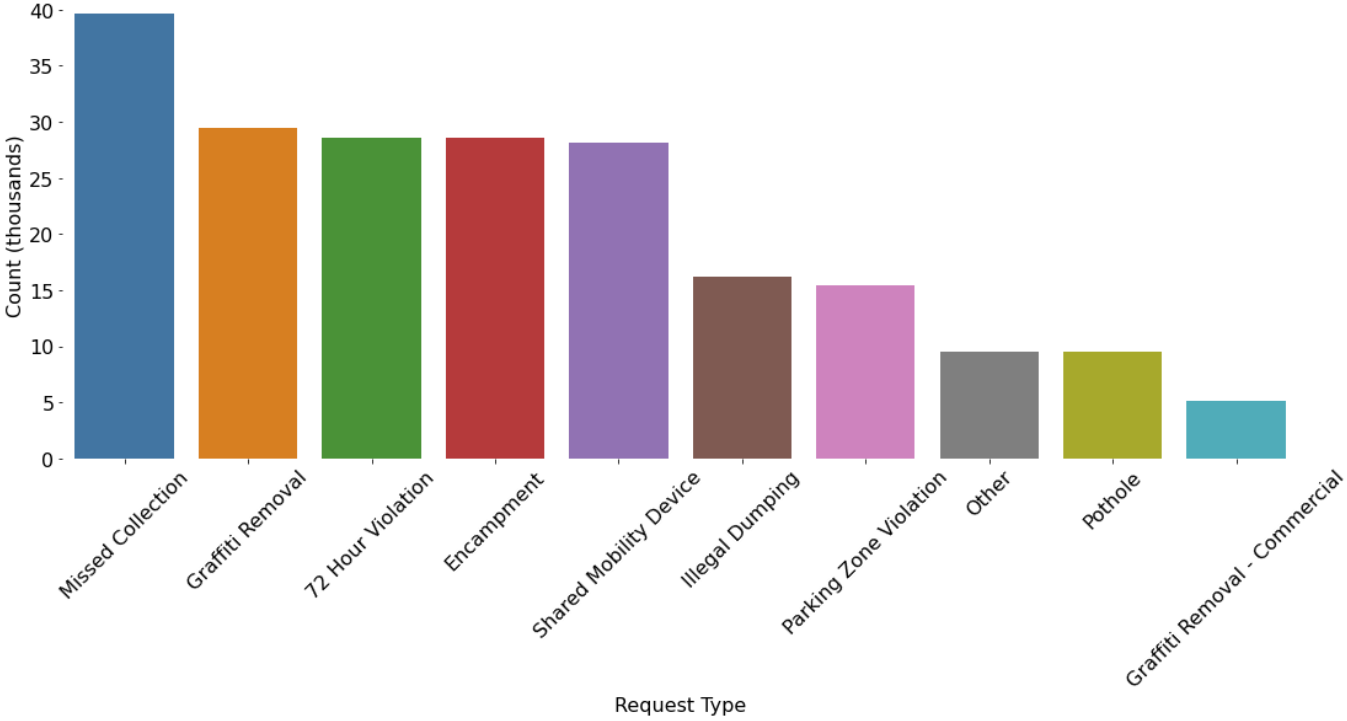 40
35
30
25
20
15
10
5
0
Count (thousands)
Missed Collection
Graffiti Removal
72 Hour Violation
Encampment
Shared Mobility Device
Illegal Dumping
Parking Zone Violation
Other
Pothole
Graffiti Removal - Commercial
Request Type